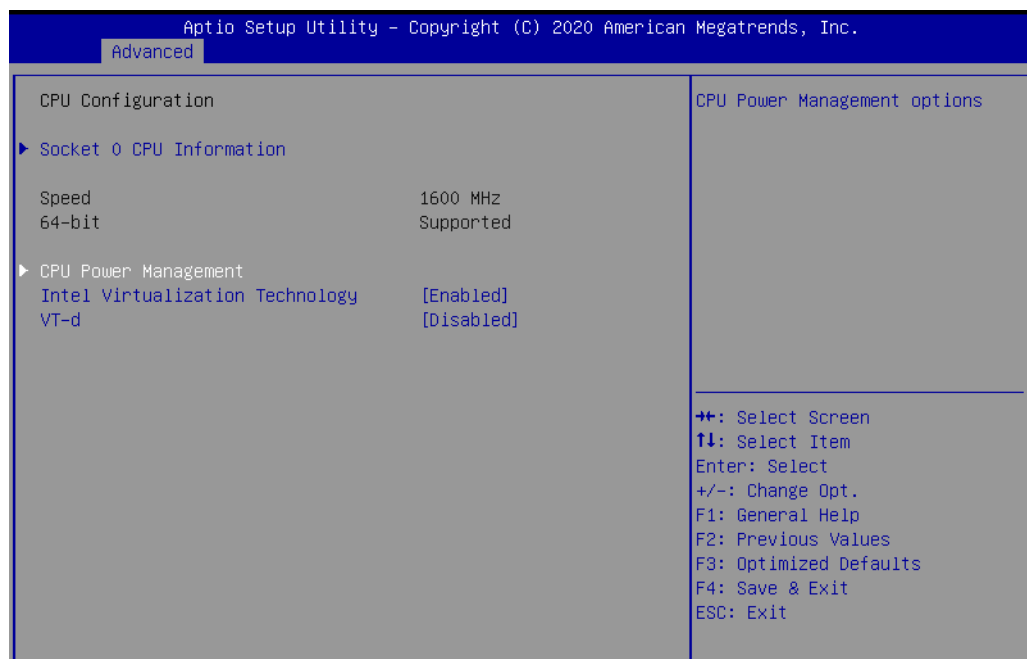 Aptio Setup Utility – Copyright (C) 2020 American Megatrends, Inc.
Advanced
CPU Configuration
Socket 0 CPU Information
Speed 1600 MHz
64-bit Supported
CPU Power Management
Intel Virtualization Technology [Enabled]
VT-d [Disabled]
CPU Power Management options
→←: Select Screen
↑↓: Select Item
Enter: Select
+/-: Change Opt.
F1: General Help
F2: Previous Values
F3: Optimized Defaults
F4: Save & Exit
ESC: Exit